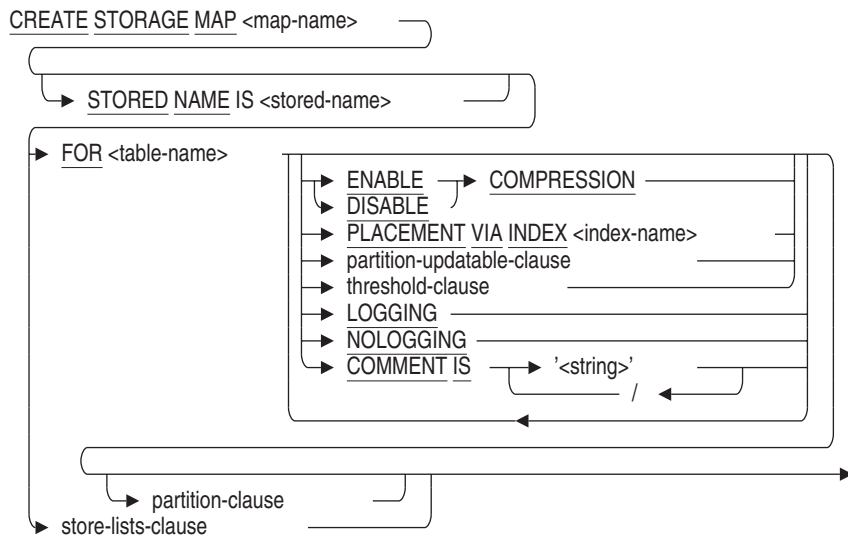 CREATE STORAGE MAP <map-name>
STORED NAME IS <stored-name>
FOR <table-name>
ENABLE COMPRESSION
DISABLE
PLACEMENT VIA INDEX <index-name>
partition-updatable-clause
threshold-clause
LOGGING
NOLOGGING
COMMENT IS '<string>'
/
partition-clause
store-lists-clause